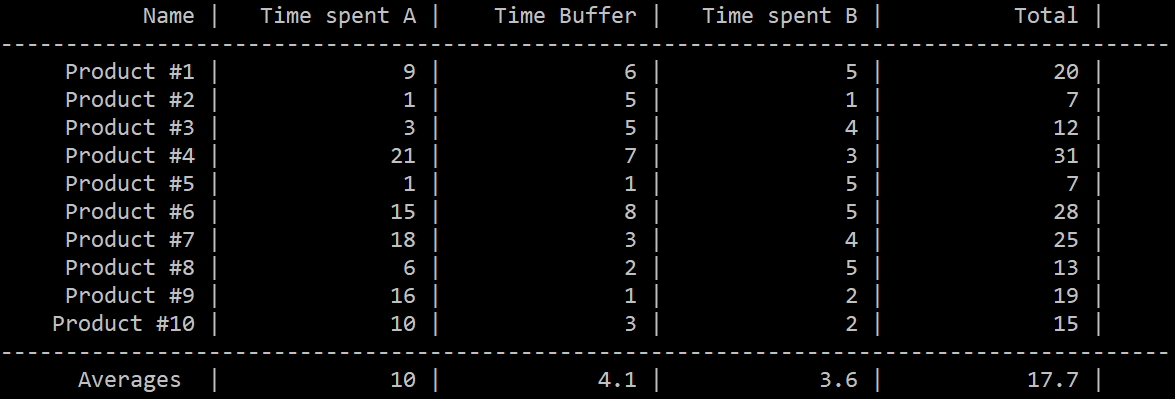 Name | Time spent A | Time Buffer | Time spent B | Total |
------------------------------------------------------------------------------------------
Product #1 | 9 | 6 | 5 | 20 |
Product #2 | 1 | 5 | 1 | 7 |
Product #3 | 3 | 5 | 4 | 12 |
Product #4 | 21 | 7 | 3 | 31 |
Product #5 | 1 | 1 | 5 | 7 |
Product #6 | 15 | 8 | 5 | 28 |
Product #7 | 18 | 3 | 4 | 25 |
Product #8 | 6 | 2 | 5 | 13 |
Product #9 | 16 | 1 | 2 | 19 |
Product #10 | 10 | 3 | 2 | 15 |
------------------------------------------------------------------------------------------
Averages | 10 | 4.1 | 3.6 | 17.7 |